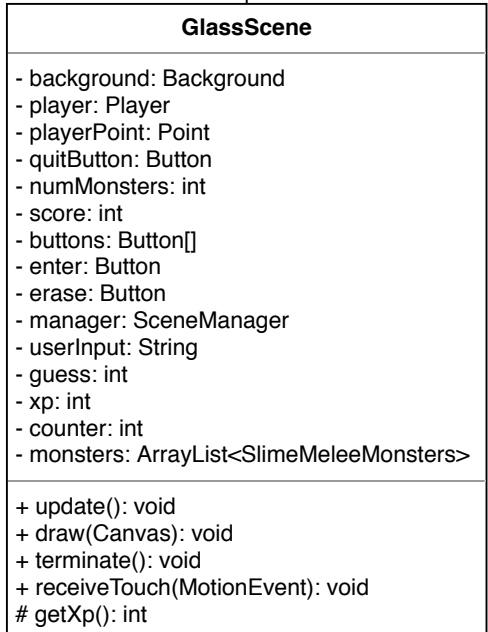 GlassScene
- background: Background
- player: Player
- playerPoint: Point
- quitButton: Button
- numMonsters: int
- score: int
- buttons: Button[]
- enter: Button
- erase: Button
- manager: SceneManager
- userInput: String
- guess: int
- xp: int
- counter: int
- monsters: ArrayList<SlimeMeleeMonsters>
+ update(): void
+ draw(Canvas): void
+ terminate(): void
+ receiveTouch(MotionEvent): void
# getXp(): int